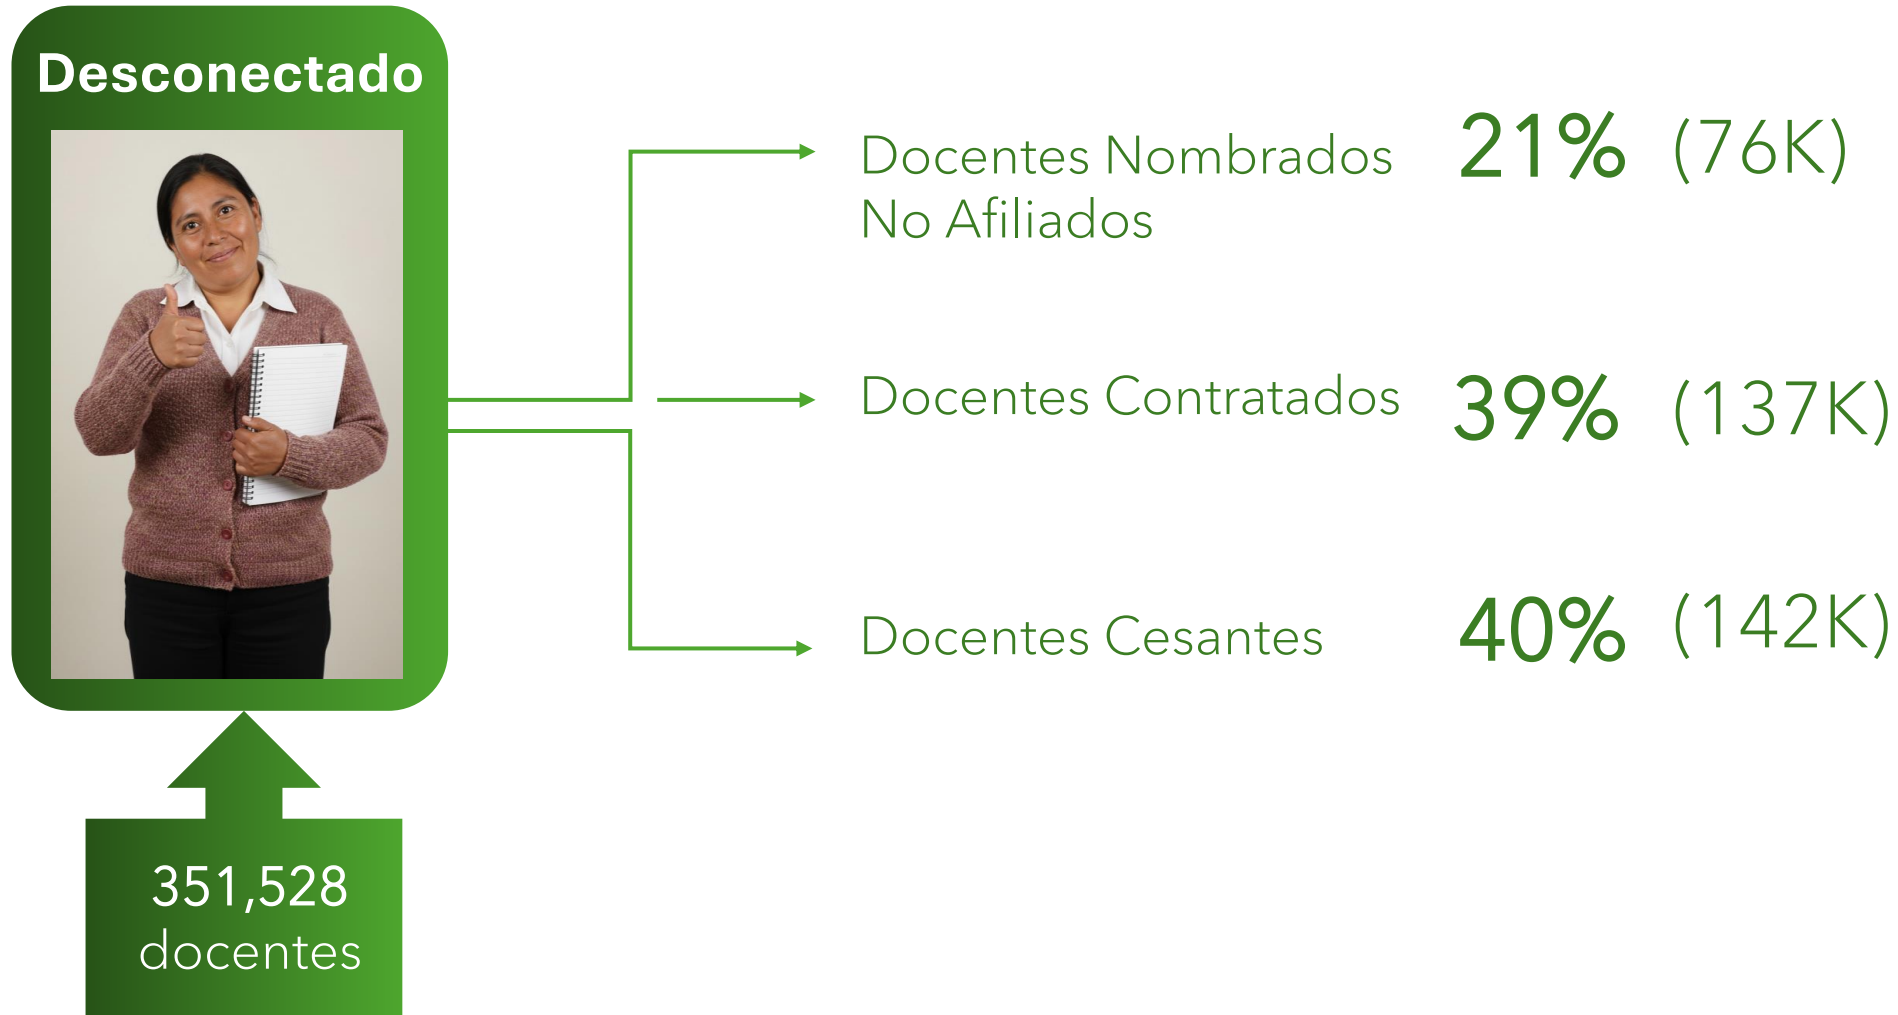 Desconectado
Docentes Nombrados 21% (76K)
No Afiliados
Docentes Contratados 39% (137K)
Docentes Cesantes 40% (142K)
351,528
docentes